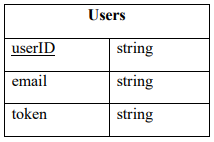 Users
userID string
email string
token string